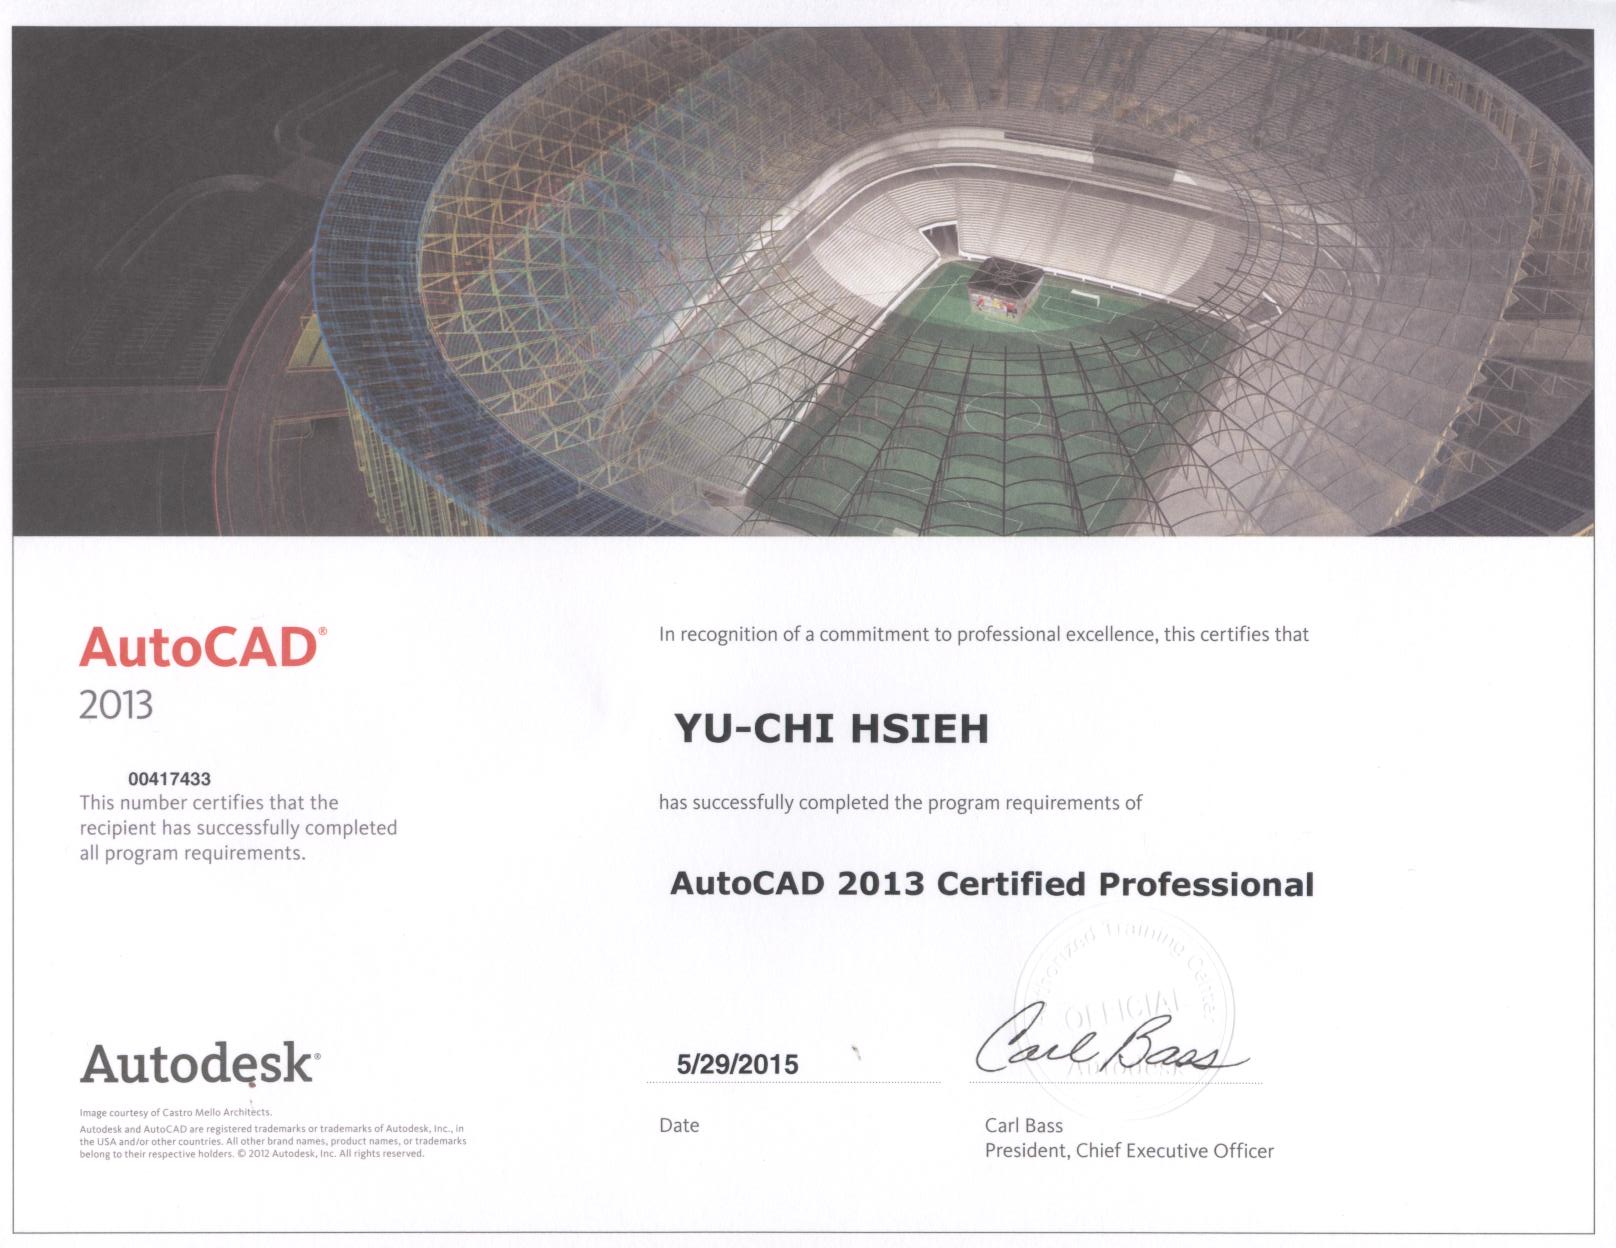 AutoCAD®
2013
00417433
This number certifies that the
recipient has successfully completed
all program requirements.
In recognition of a commitment to professional excellence, this certifies that
YU-CHI HSIEH
has successfully completed the program requirements of
AutoCAD 2013 Certified Professional
Authorized Training Center
OFFICIAL
Autodesk
5/29/2015
Carl Bass
Date
Carl Bass
President, Chief Executive Officer
Autodesk®
Image courtesy of Castro Mello Architects.
Autodesk and AutoCAD are registered trademarks or trademarks of Autodesk, Inc., in
the USA and/or other countries. All other brand names, product names, or trademarks
belong to their respective holders. © 2012 Autodesk, Inc. All rights reserved.